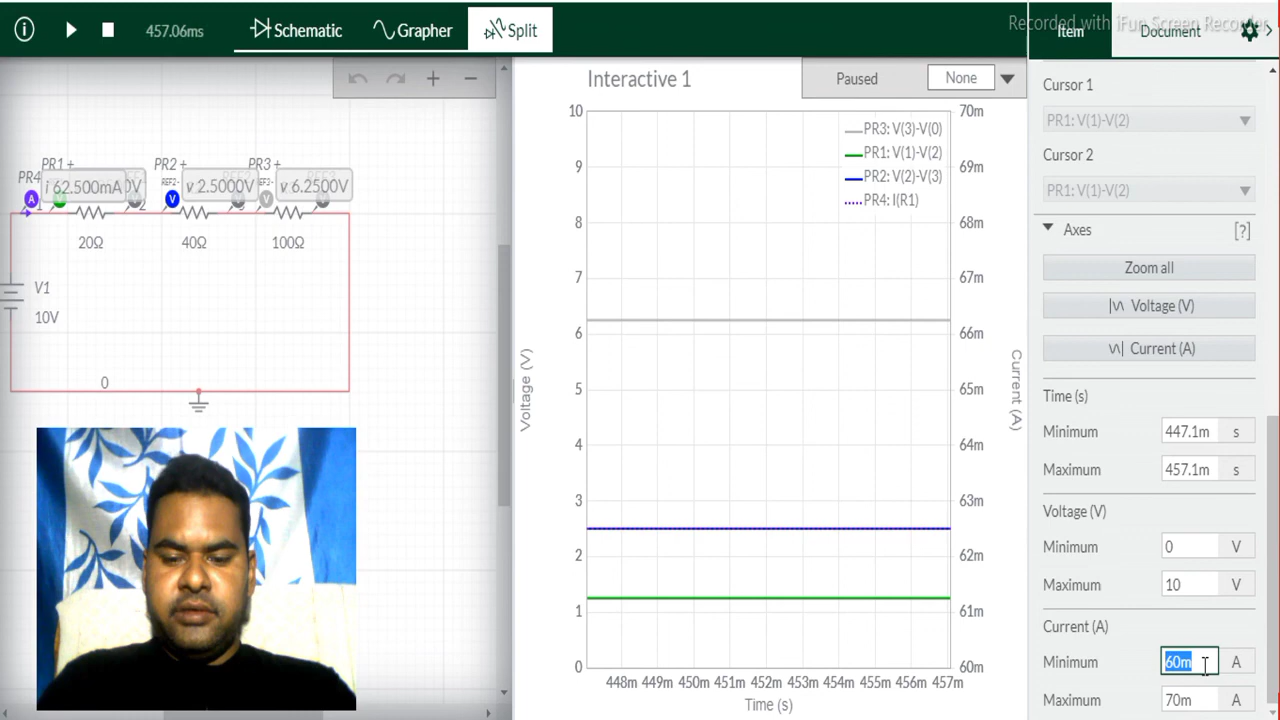 457.06ms
Schematic
Grapher
Split
Recorded with iFun Screen Recorder
Item
Document
Interactive 1
Paused
None
PR1 +
PR2 +
PR3 +
PR4
i 62.500mA
v 2.5000V
v 6.2500V
A
V
V
V
20Ω
40Ω
100Ω
V1
10V
0
PR3: V(3)-V(0)
PR1: V(1)-V(2)
PR2: V(2)-V(3)
PR4: I(R1)
10
9
8
7
6
5
4
3
2
1
0
Voltage (V)
70m
69m
68m
67m
66m
65m
64m
63m
62m
61m
60m
Current (A)
448m 449m 450m 451m 452m 453m 454m 455m 456m 457m
Time (s)
Cursor 1
PR1: V(1)-V(2)
Cursor 2
PR1: V(1)-V(2)
Axes [?]
Zoom all
Voltage (V)
Current (A)
Time (s)
Minimum 447.1m s
Maximum 457.1m s
Voltage (V)
Minimum 0 V
Maximum 10 V
Current (A)
Minimum 60m A
Maximum 70m A